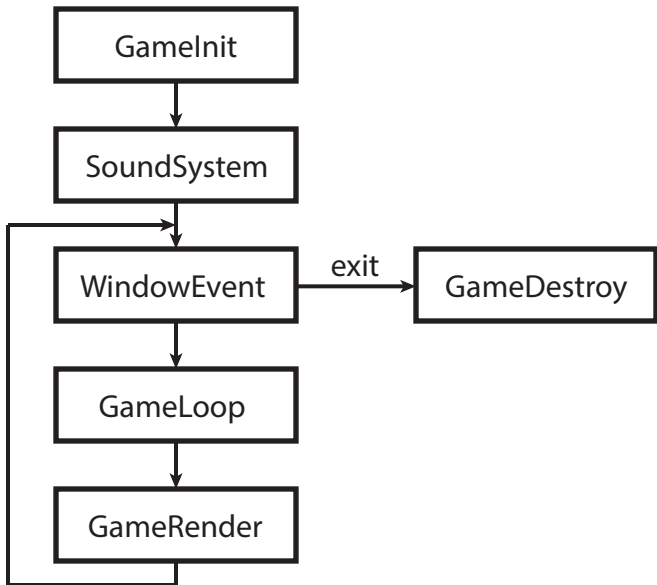 GameInit
SoundSystem
WindowEvent
exit
GameDestroy
GameLoop
GameRender